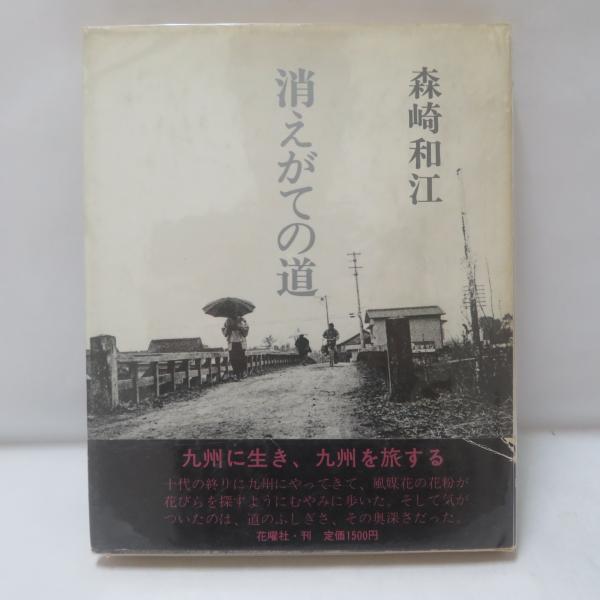 森崎和江
消えがての道
九州に生き、九州を旅する
十代の終りに九州にやってきて、風媒花の花粉が
花びらを探すようにむやみに歩いた。そして気が
ついたのは、道のふしぎさ、その奥深さだった。
花曜社・刊 定価1500円